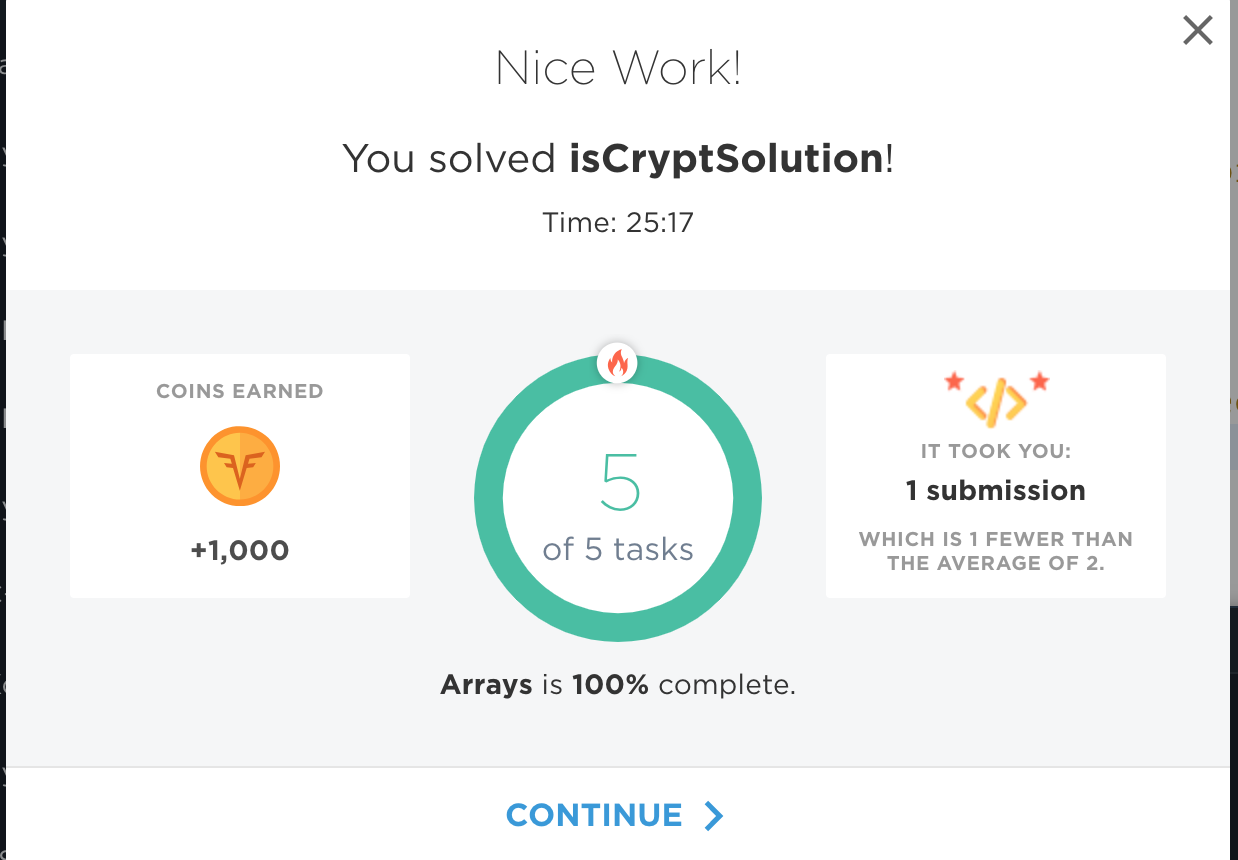 Nice Work!
You solved isCryptSolution!
Time: 25:17
COINS EARNED
+1,000
5
of 5 tasks
IT TOOK YOU:
1 submission
WHICH IS 1 FEWER THAN
THE AVERAGE OF 2.
Arrays is 100% complete.
CONTINUE